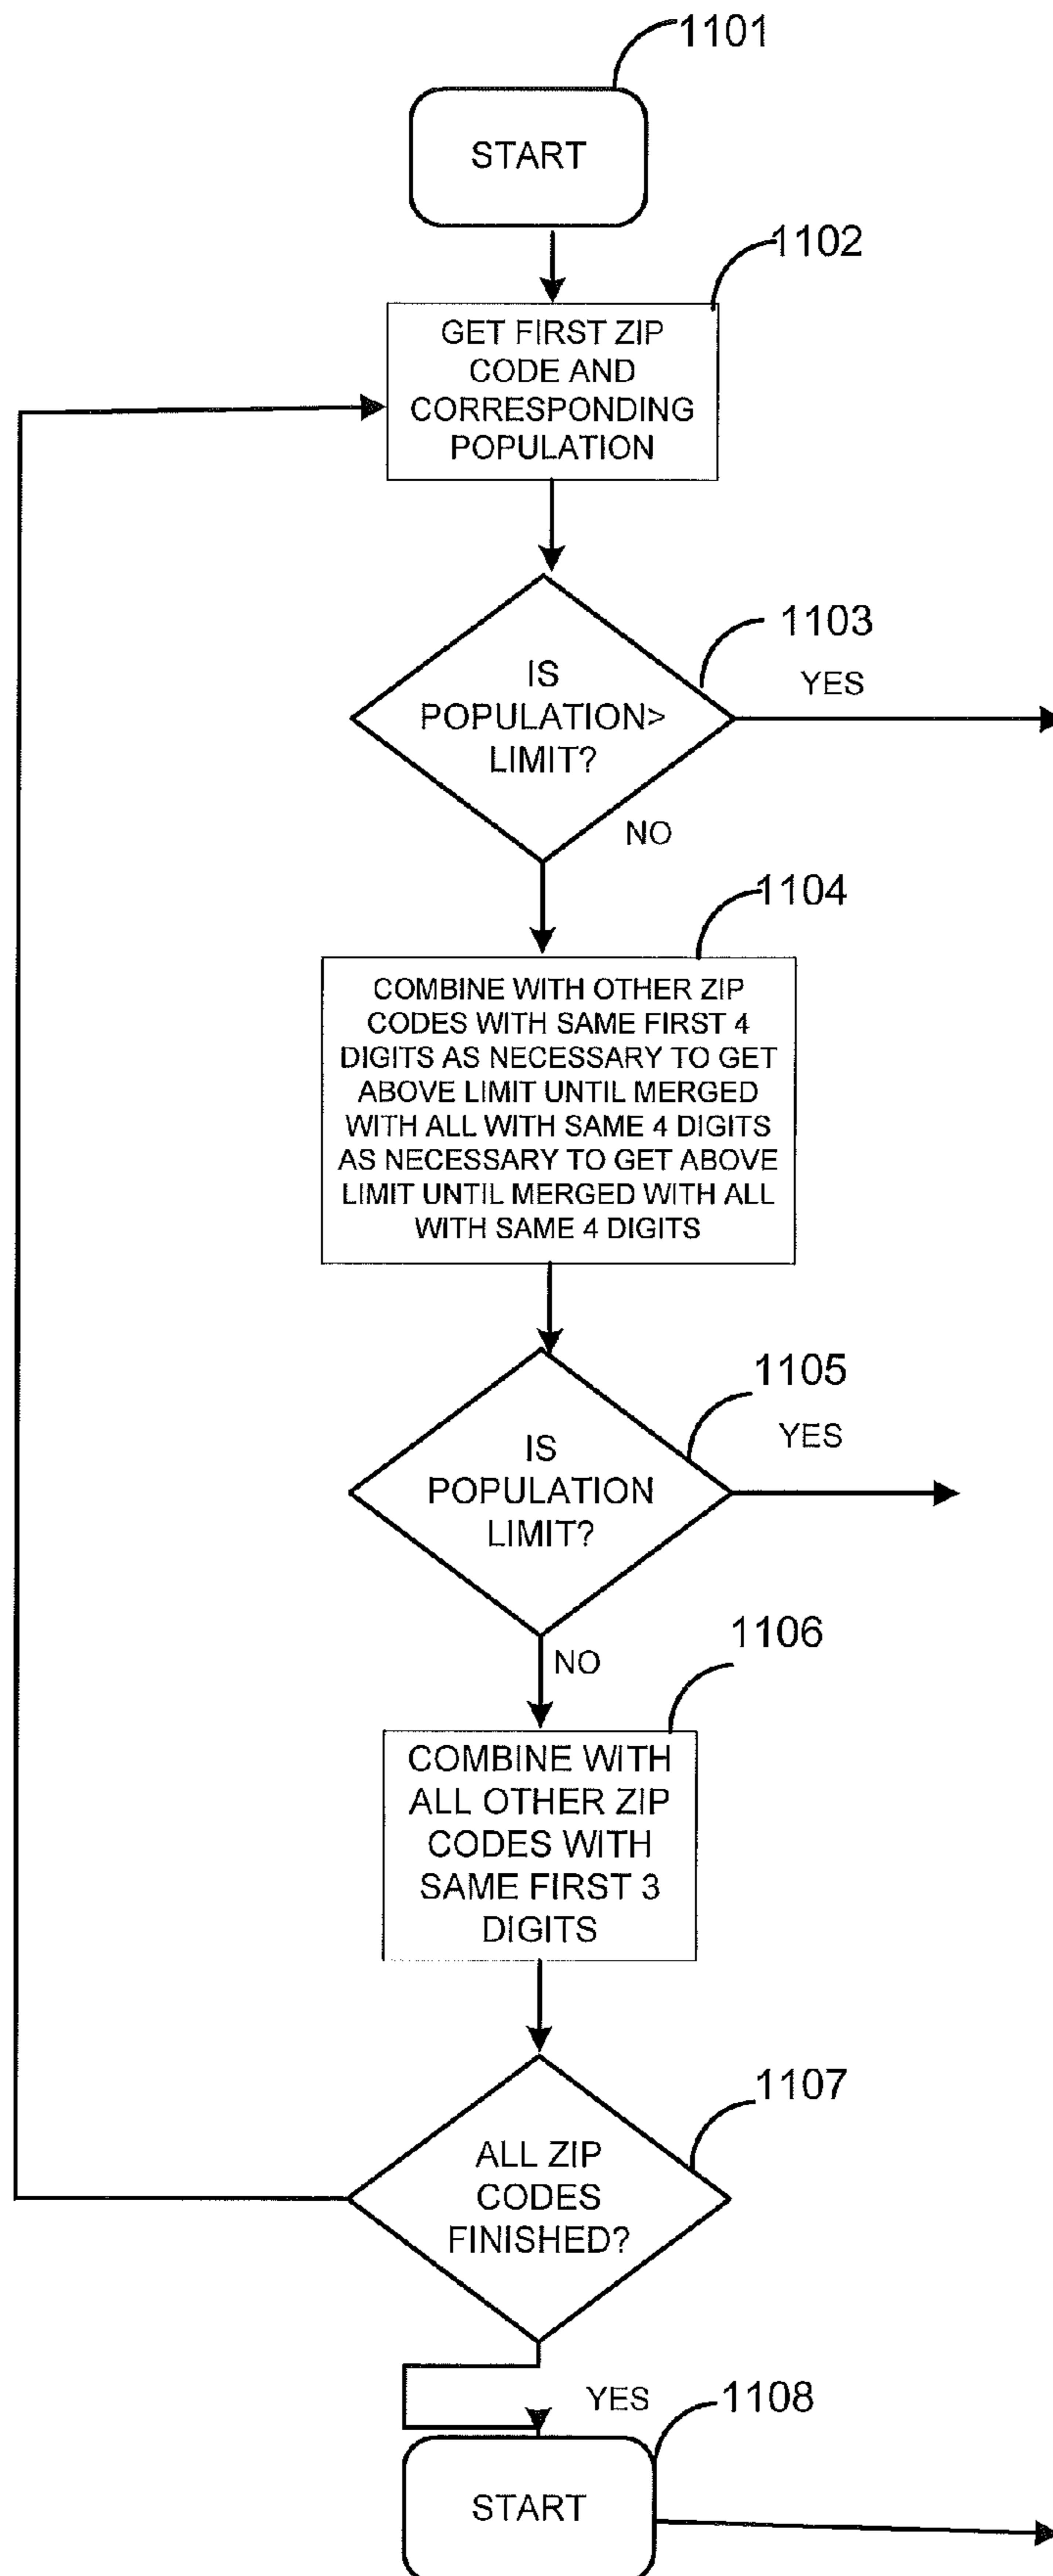 1101
START
1102
GET FIRST ZIP
CODE AND
CORRESPONDING
POPULATION
1103
YES
IS
POPULATION>
LIMIT?
NO
1104
COMBINE WITH OTHER ZIP
CODES WITH SAME FIRST 4
DIGITS AS NECESSARY TO GET
ABOVE LIMIT UNTIL MERGED
WITH ALL WITH SAME 4 DIGITS
AS NECESSARY TO GET ABOVE
LIMIT UNTIL MERGED WITH ALL
WITH SAME 4 DIGITS
1105
YES
IS
POPULATION
LIMIT?
NO
1106
COMBINE WITH
ALL OTHER ZIP
CODES WITH
SAME FIRST 3
DIGITS
1107
ALL ZIP
CODES
FINISHED?
YES
1108
START